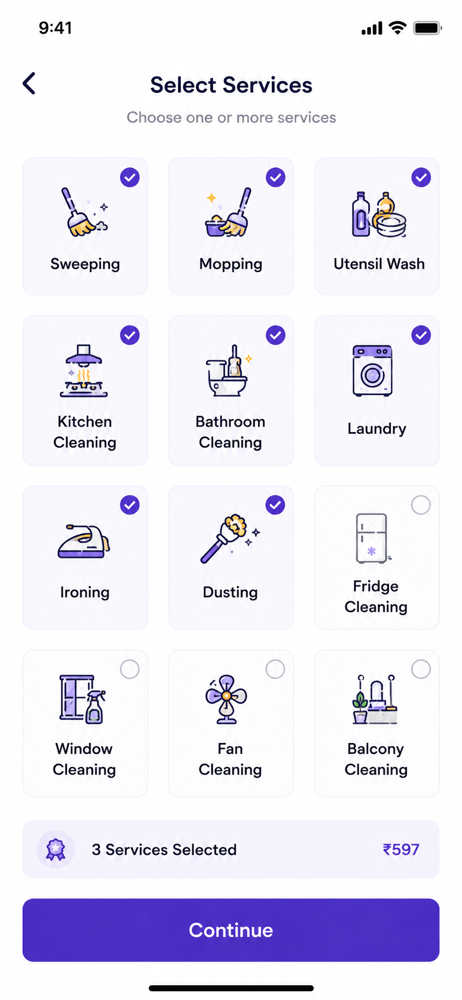 9:41
Select Services
Choose one or more services
Sweeping
Mopping
Utensil Wash
Kitchen
Cleaning
Bathroom
Cleaning
Laundry
Ironing
Dusting
Fridge
Cleaning
Window
Cleaning
Fan
Cleaning
Balcony
Cleaning
3 Services Selected
₹597
Continue